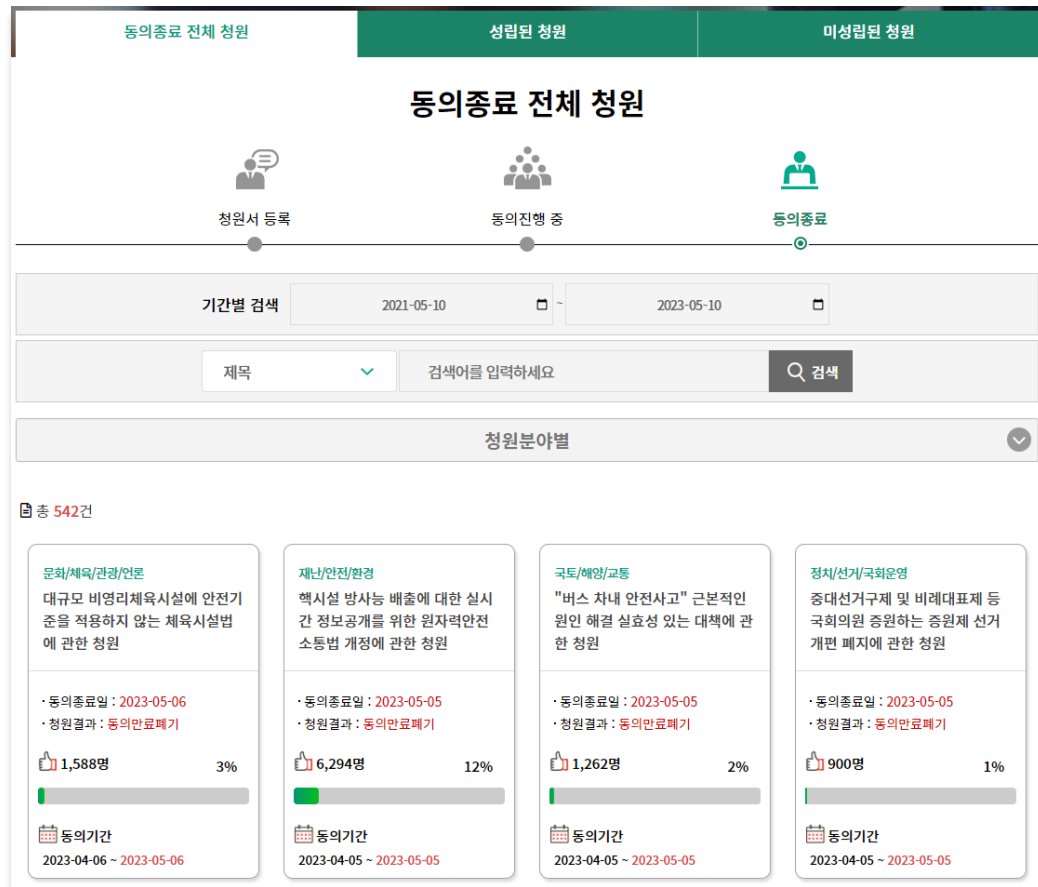 동의종료 전체 청원
성립된 청원
미성립된 청원
동의종료 전체 청원
청원서 등록
동의진행 중
동의종료
기간별 검색
2021-05-10
~
2023-05-10
제목
검색어를 입력하세요
검색
청원분야별
총 542건
문화/체육/관광/언론
대규모 비영리체육시설에 안전기
준을 적용하지 않는 체육시설법
에 관한 청원
· 동의종료일 : 2023-05-06
· 청원결과 : 동의만료폐기
1,588명
3%
동의기간
2023-04-06 ~ 2023-05-06
재난/안전/환경
핵시설 방사능 배출에 대한 실시
간 정보공개를 위한 원자력안전
소통법 개정에 관한 청원
· 동의종료일 : 2023-05-05
· 청원결과 : 동의만료폐기
6,294명
12%
동의기간
2023-04-05 ~ 2023-05-05
국토/해양/교통
"버스 차내 안전사고" 근본적인
원인 해결 실효성 있는 대책에 관
한 청원
· 동의종료일 : 2023-05-05
· 청원결과 : 동의만료폐기
1,262명
2%
동의기간
2023-04-05 ~ 2023-05-05
정치/선거/국회운영
중대선거구제 및 비례대표제 등
국회의원 증원하는 증원제 선거
개편 폐지에 관한 청원
· 동의종료일 : 2023-05-05
· 청원결과 : 동의만료폐기
900명
1%
동의기간
2023-04-05 ~ 2023-05-05